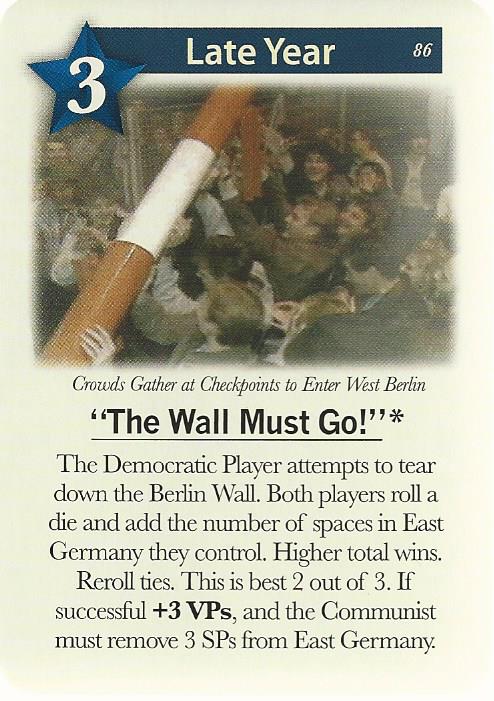 Late Year
86
3
Crowds Gather at Checkpoints to Enter West Berlin
“The Wall Must Go!”*
The Democratic Player attempts to tear
down the Berlin Wall. Both players roll a
die and add the number of spaces in East
Germany they control. Higher total wins.
Reroll ties. This is best 2 out of 3. If
successful +3 VPs, and the Communist
must remove 3 SPs from East Germany.